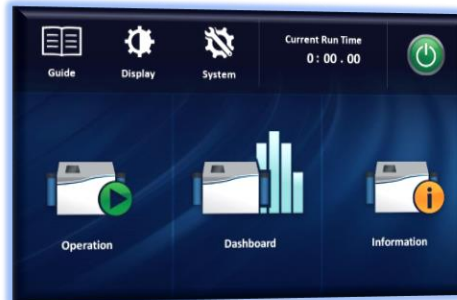 Guide
Display
System
Current Run Time
0 : 00 . 00
Operation
Dashboard
Information